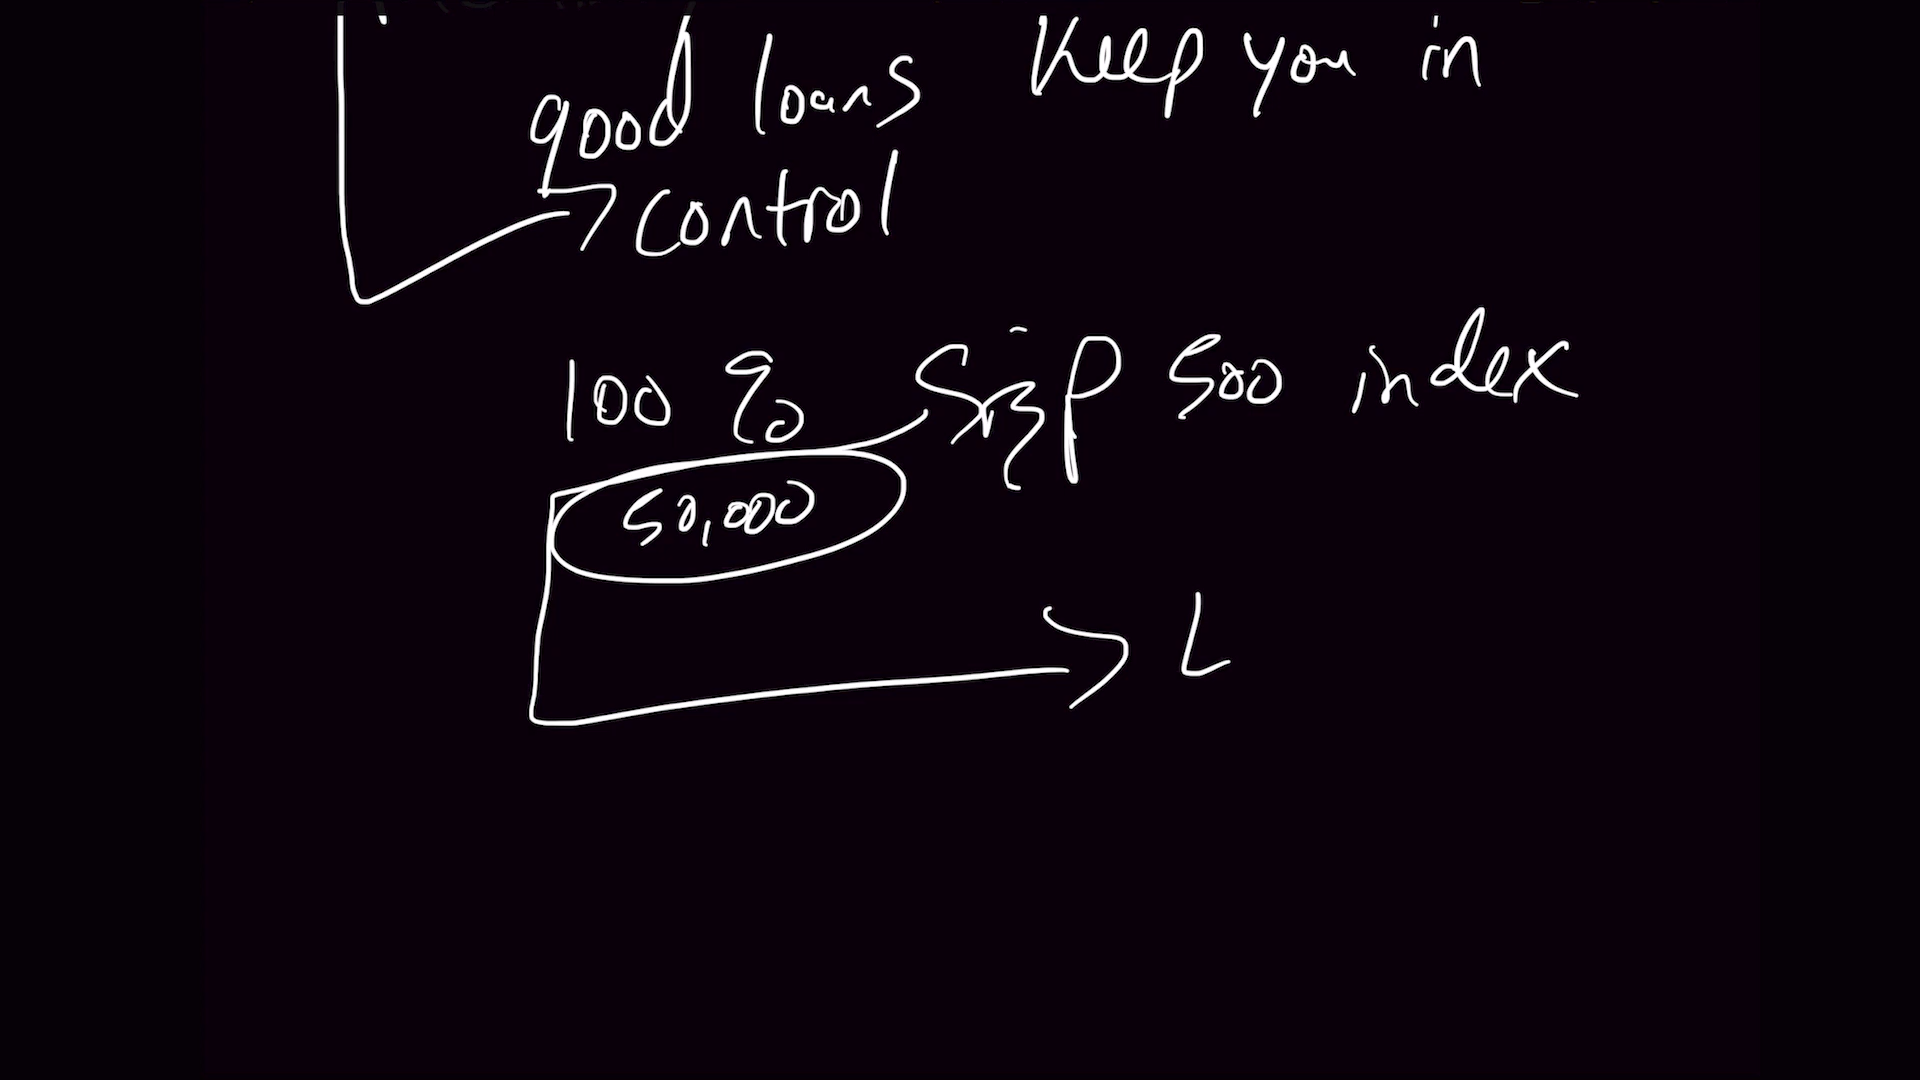 good loans keep you in
control
100 % S&P 500 index
50,000
L